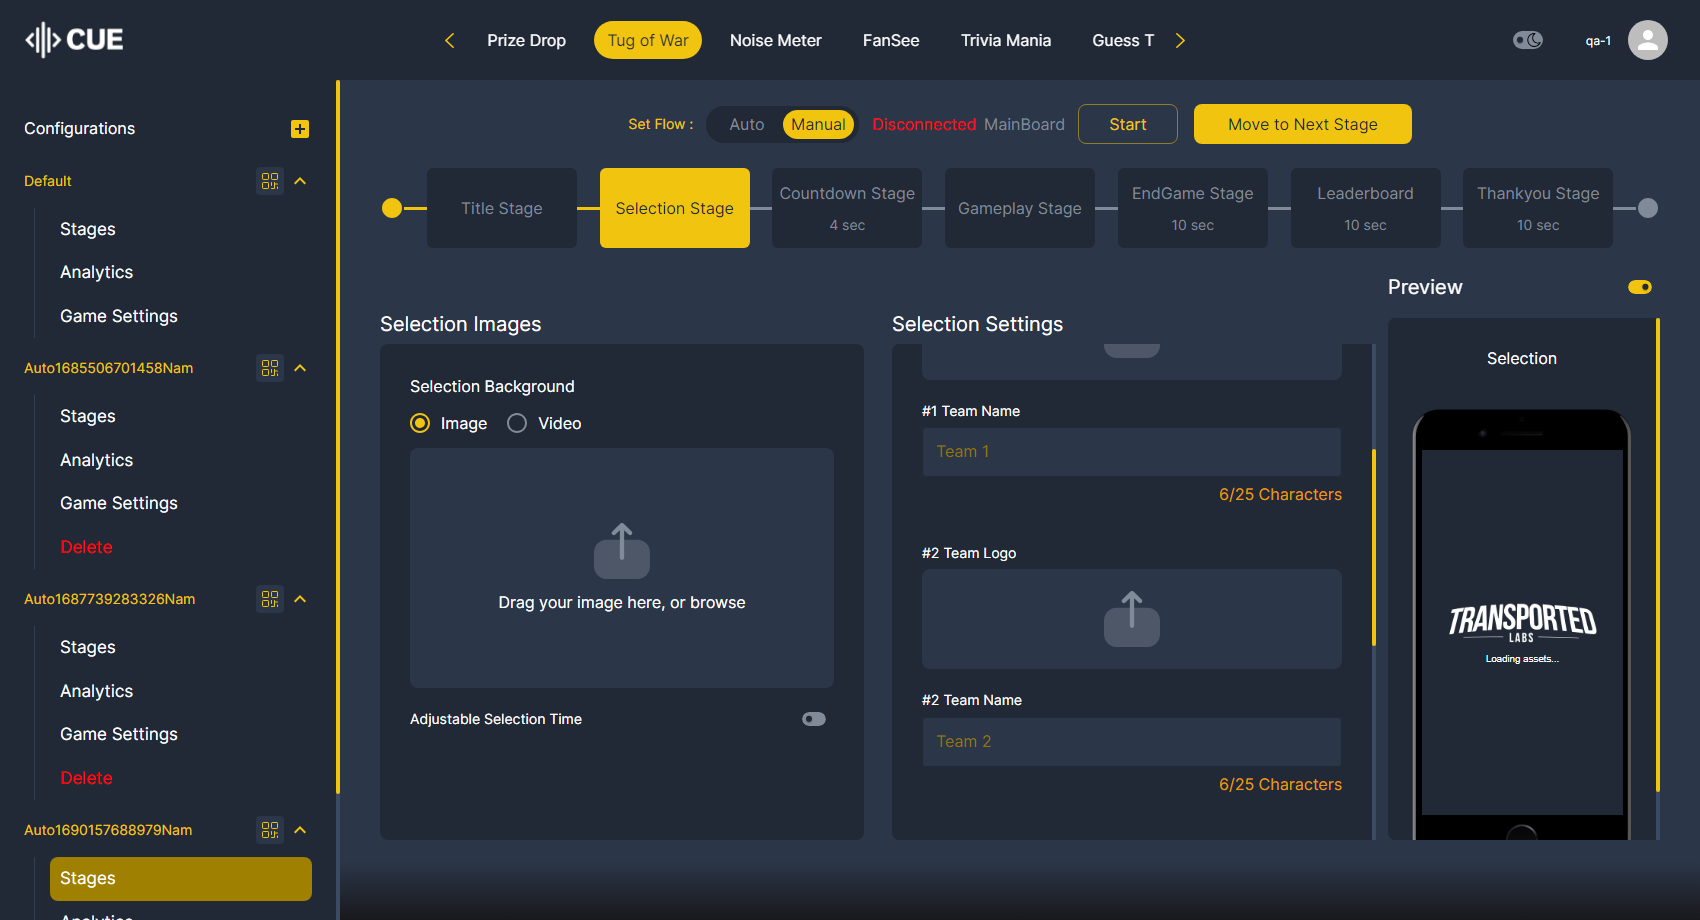 CUE
Prize Drop
Tug of War
Noise Meter
FanSee
Trivia Mania
Guess T
qa-1
Configurations
Default
Stages
Analytics
Game Settings
Auto1685506701458Nam
Stages
Analytics
Game Settings
Delete
Auto1687739283326Nam
Stages
Analytics
Game Settings
Delete
Auto1690157688979Nam
Stages
Analytics
Set Flow :
Auto
Manual
Disconnected MainBoard
Start
Move to Next Stage
Title Stage
Selection Stage
Countdown Stage
4 sec
Gameplay Stage
EndGame Stage
10 sec
Leaderboard
10 sec
Thankyou Stage
10 sec
Selection Images
Selection Background
Image
Video
Drag your image here, or browse
Adjustable Selection Time
Selection Settings
#1 Team Name
Team 1
6/25 Characters
#2 Team Logo
#2 Team Name
Team 2
6/25 Characters
Preview
Selection
TRANSPORTED
LABS
Loading assets...